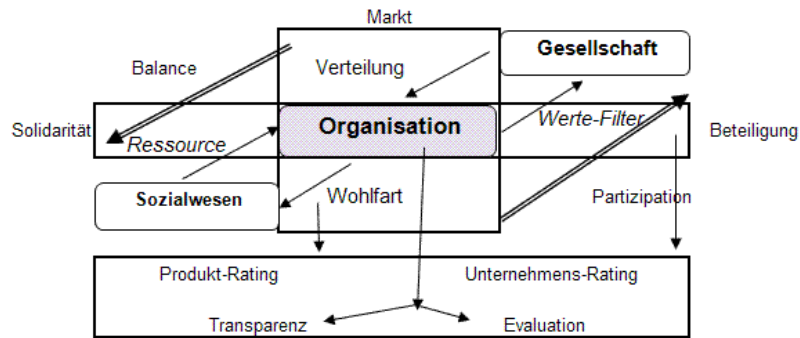 Markt
Gesellschaft
Balance
Verteilung
Solidarität
Organisation
Werte-Filter
Beteiligung
Ressource
Sozialwesen
Wohlfart
Partizipation
Produkt-Rating
Unternehmens-Rating
Transparenz
Evaluation